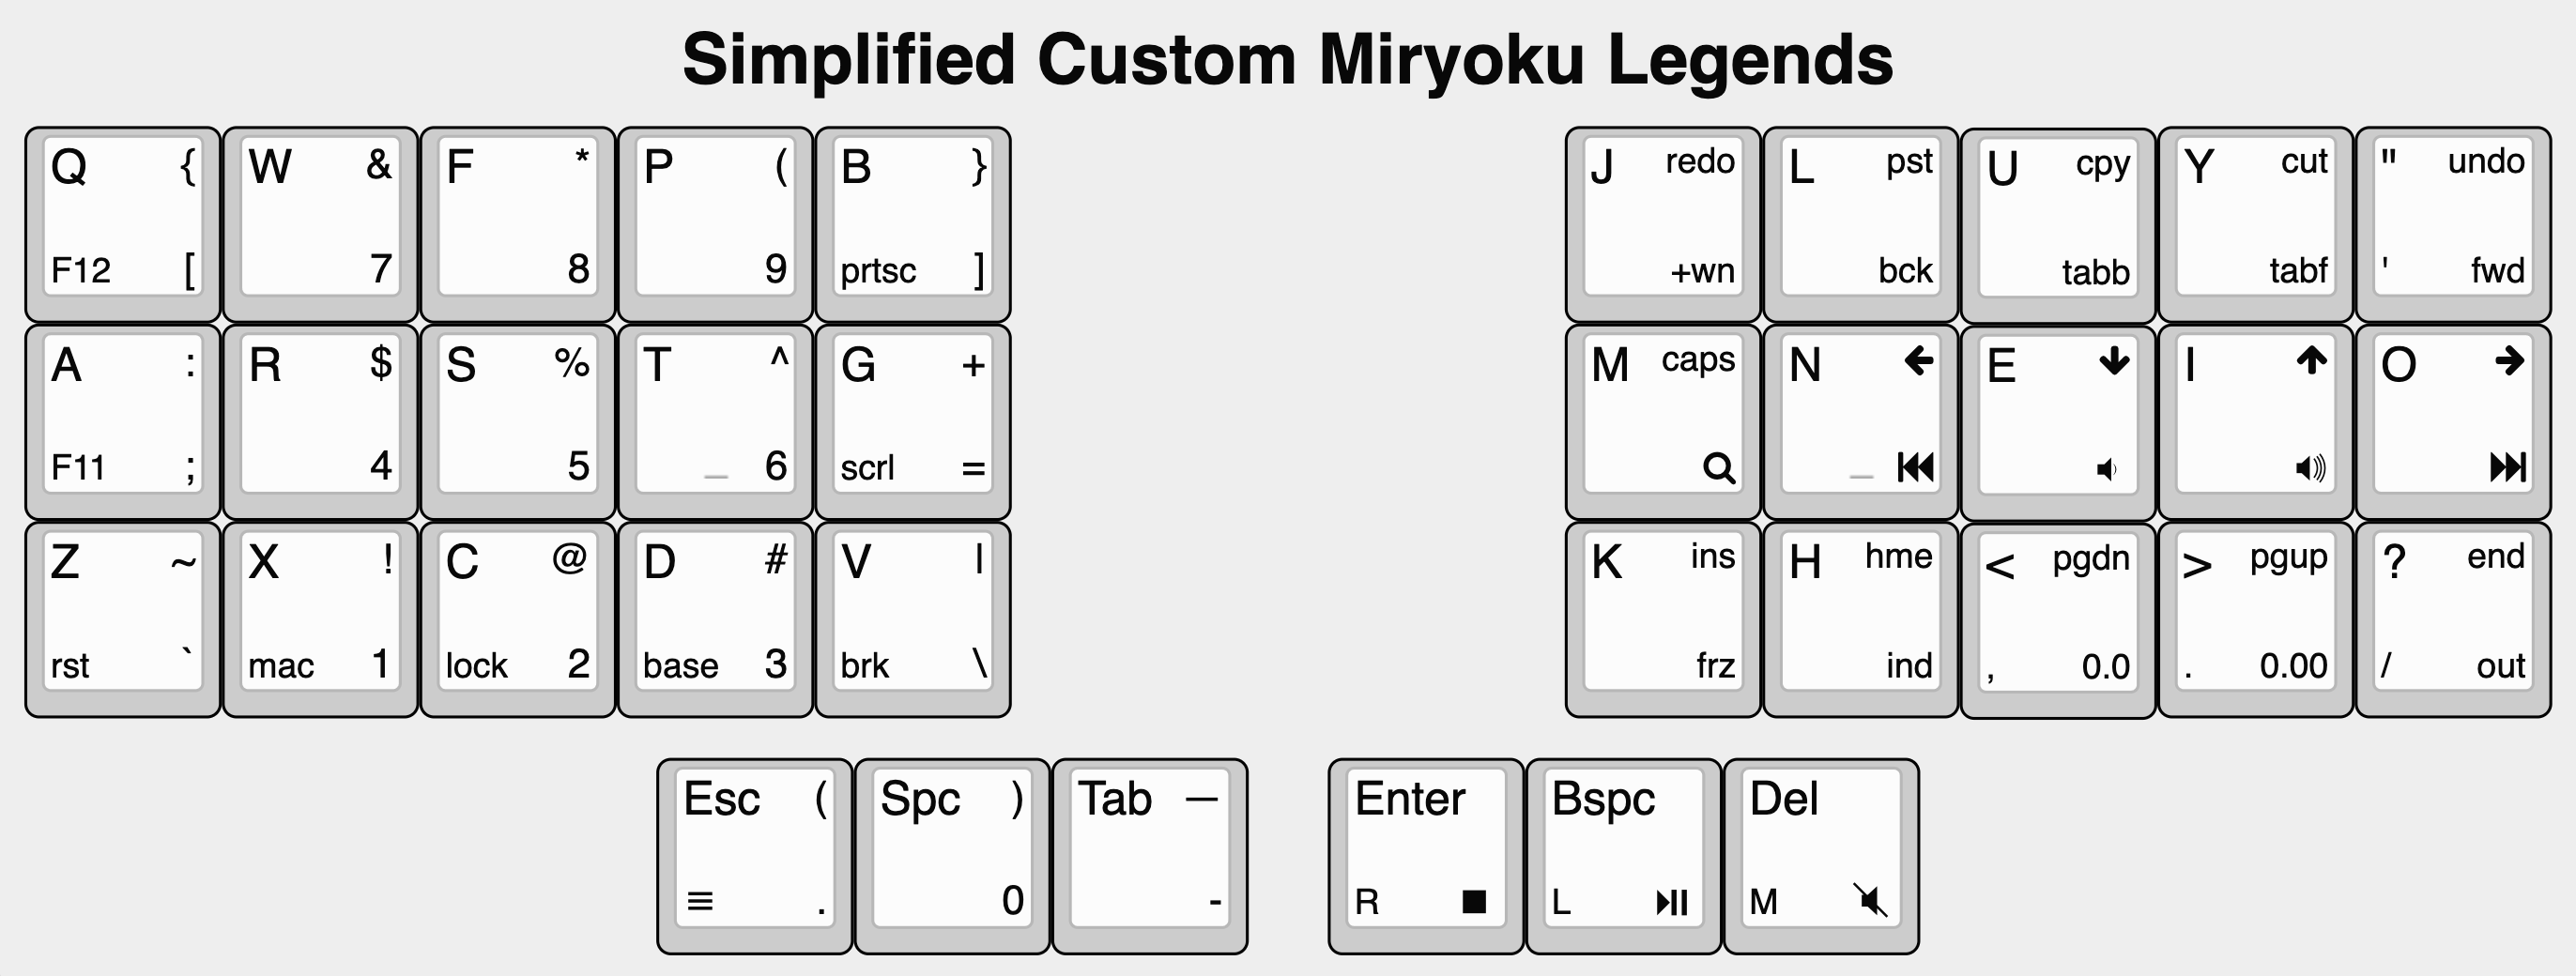 Simplified Custom Miryoku Legends
Q { W & F * P ( B } J redo L pst U cpy Y cut " undo
F12 [ 7 8 9 prtsc ] +wn bck tabb tabf ' fwd
A : R $ S % T ^ G + M caps N ← E ↓ I ↑ O →
F11 ; 4 5 _ 6 scrl = _
Z ~ X ! C @ D # V | K ins H hme < pgdn > pgup ? end
rst ` mac 1 lock 2 base 3 brk \ frz ind , 0.0 . 0.00 / out
Esc ( Spc ) Tab — Enter Bspc Del
≡ . 0 - R ■ L M